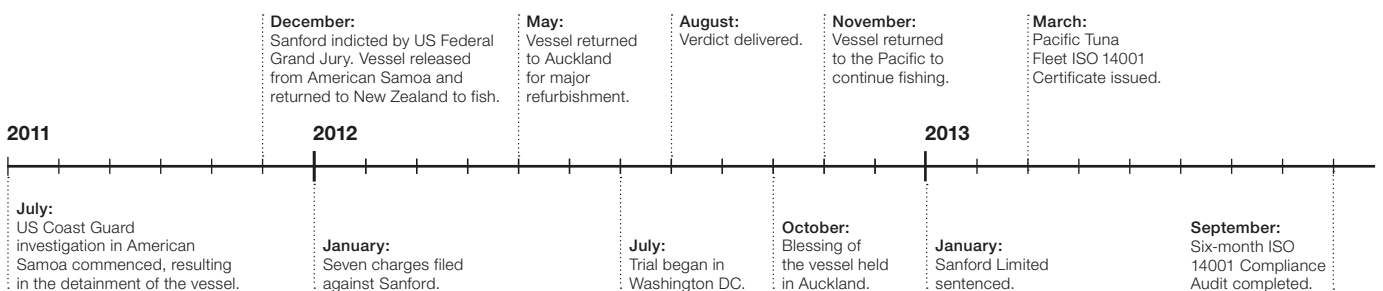 December:
Sanford indicted by US Federal
Grand Jury. Vessel released
from American Samoa and
returned to New Zealand to fish.
May:
Vessel returned
to Auckland
for major
refurbishment.
August:
Verdict delivered.
November:
Vessel returned
to the Pacific to
continue fishing.
March:
Pacific Tuna
Fleet ISO 14001
Certificate issued.
2011
2012
2013
July:
US Coast Guard
investigation in American
Samoa commenced, resulting
in the detainment of the vessel.
January:
Seven charges filed
against Sanford.
July:
Trial began in
Washington DC.
October:
Blessing of
the vessel held
in Auckland.
January:
Sanford Limited
sentenced.
September:
Six-month ISO
14001 Compliance
Audit completed.